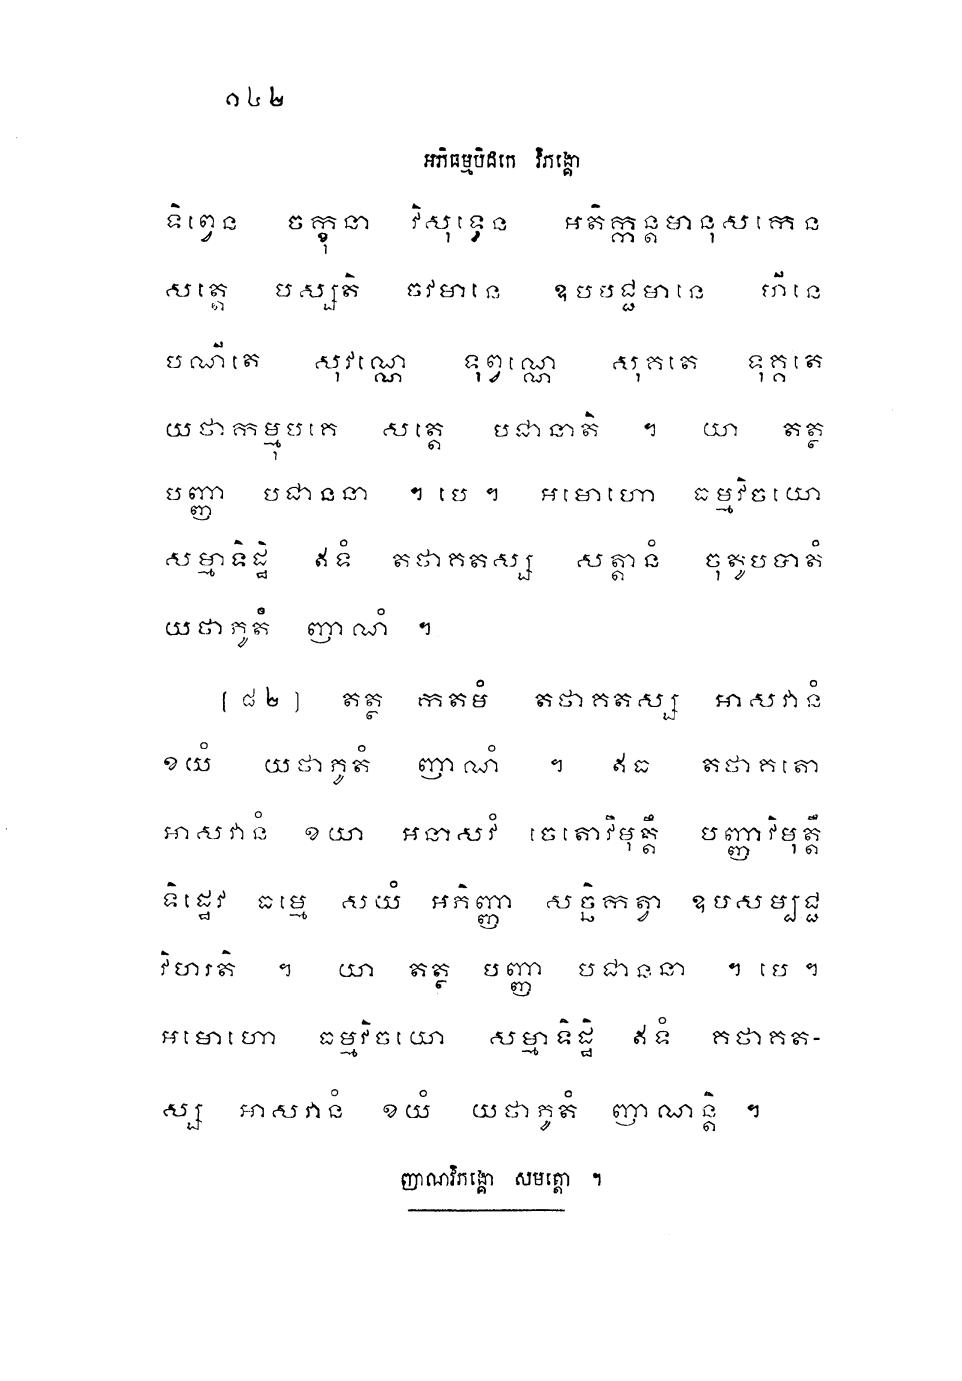 ១៤២
អភិធម្មបិដកេ វិភង្គោ
ទិព្វេន ចក្ខុនា វិសុទ្ធេន អតិក្កន្តមានុសកេន
សត្តេ បស្សតិ ចវមានេ ឧបបជ្ជមានេ ហីនេ
បណីតេ សុវណ្ណេ ទុព្វណ្ណេ សុគតេ ទុគ្គតេ
យថាកម្មុបគេ សត្តេ បជានាតិ ។ យា តត្ថ
បញ្ញា បជាននា ។ បេ ។ អមោហោ ធម្មវិចយោ
សម្មាទិដ្ឋិ ឥទំ តថាគតស្ស សត្តានំ ចុតូបបាតំ
យថាភូតំ ញាណំ ។
[៨២] តត្ថ កតមំ តថាគតស្ស អាសវានំ
ខយំ យថាភូតំ ញាណំ ។ ឥធ តថាគតោ
អាសវានំ ខយា អនាសវំ ចេតោវិមុត្តឹ បញ្ញាវិមុត្តឹ
ទិដ្ឋេវ ធម្មេ សយំ អភិញ្ញា សច្ឆិកត្វា ឧបសម្បជ្ជ
វិហរតិ ។ យា តត្ថ បញ្ញា បជាននា ។ បេ ។
អមោហោ ធម្មវិចយោ សម្មាទិដ្ឋិ ឥទំ តថាគត-
ស្ស អាសវានំ ខយំ យថាភូតំ ញាណន្តិ ។
ញាណវិភង្គោ សមត្តោ ។